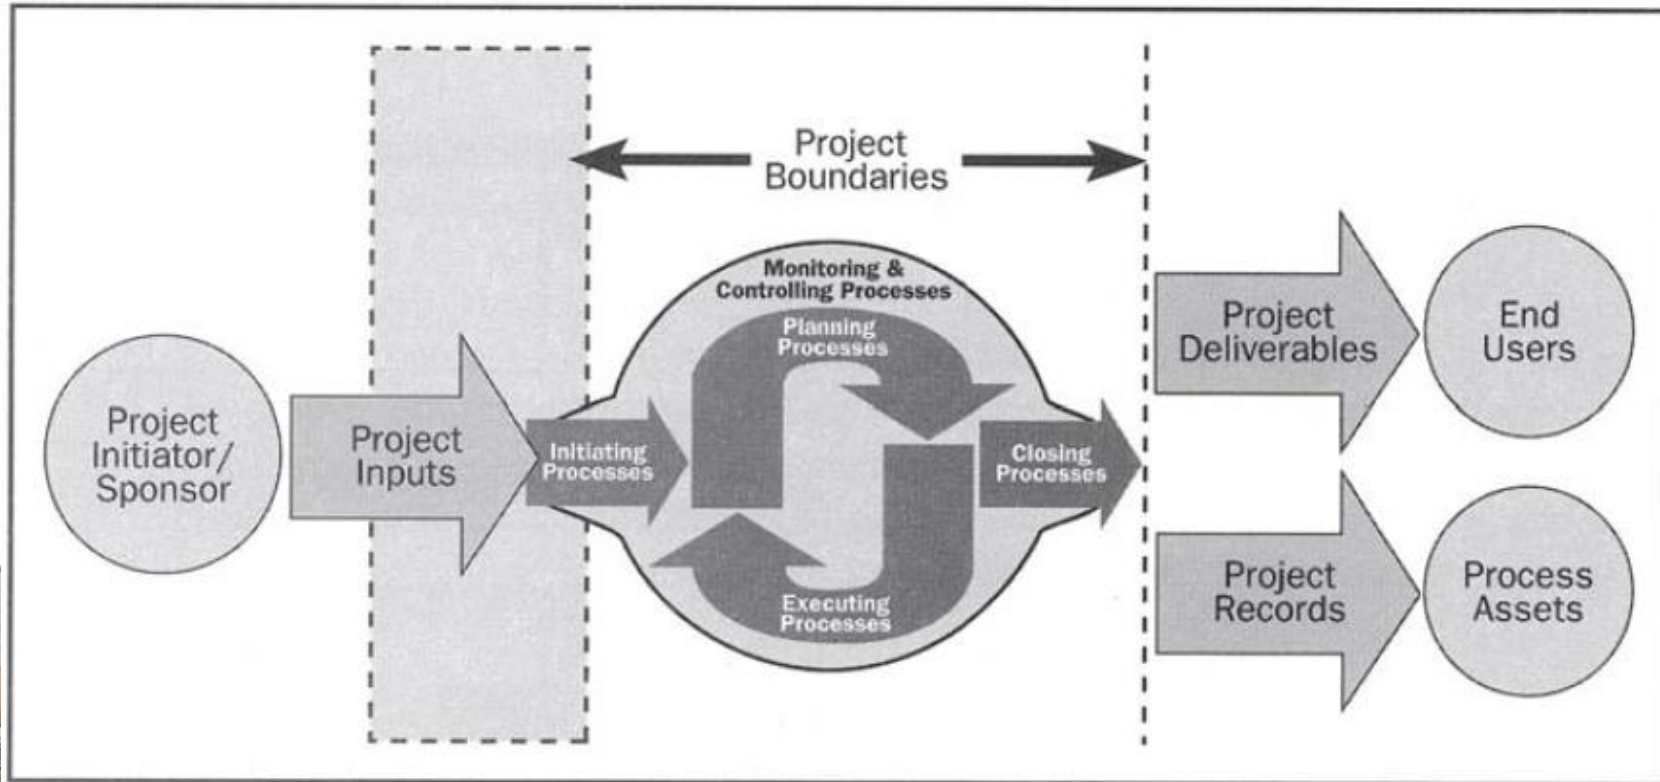 Project
Boundaries
Monitoring &
Controlling Processes
Planning
Processes
Project
Initiator/
Sponsor
Project
Inputs
Initiating
Processes
Closing
Processes
Executing
Processes
Project
Deliverables
End
Users
Project
Records
Process
Assets